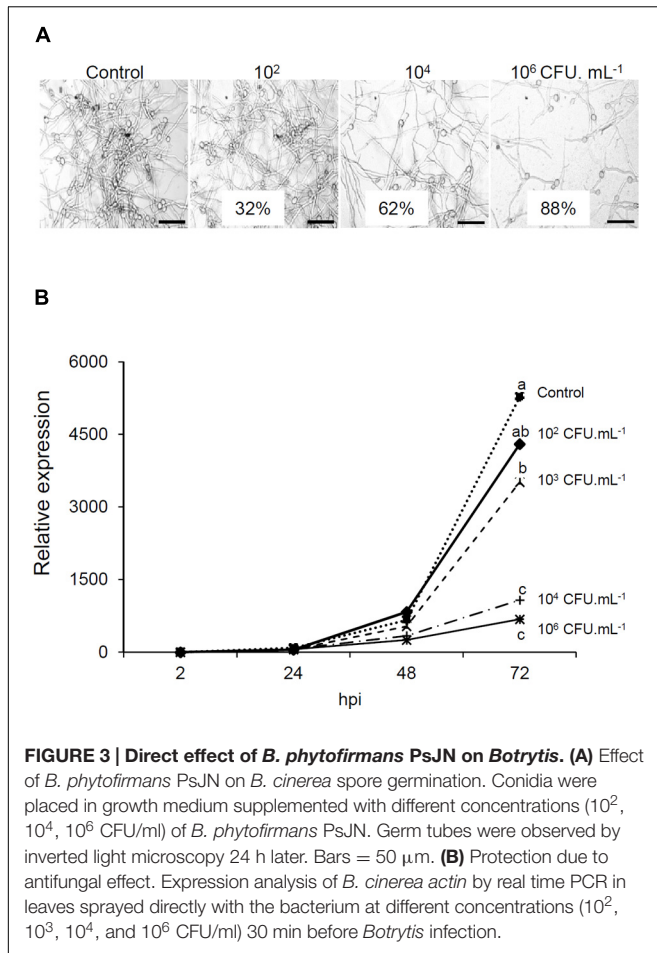 A
Control 10² 10⁴ 10⁶ CFU. mL⁻¹
32% 62% 88%
B
6000
4500
3000
1500
0
Relative expression
2 24 48 72
hpi
a Control
ab 10² CFU.mL⁻¹
b 10³ CFU.mL⁻¹
c 10⁴ CFU.mL⁻¹
c 10⁶ CFU.mL⁻¹
FIGURE 3 | Direct effect of B. phytofirmans PsJN on Botrytis. (A) Effect
of B. phytofirmans PsJN on B. cinerea spore germination. Conidia were
placed in growth medium supplemented with different concentrations (10²,
10⁴, 10⁶ CFU/ml) of B. phytofirmans PsJN. Germ tubes were observed by
inverted light microscopy 24 h later. Bars = 50 μm. (B) Protection due to
antifungal effect. Expression analysis of B. cinerea actin by real time PCR in
leaves sprayed directly with the bacterium at different concentrations (10²,
10³, 10⁴, and 10⁶ CFU/ml) 30 min before Botrytis infection.